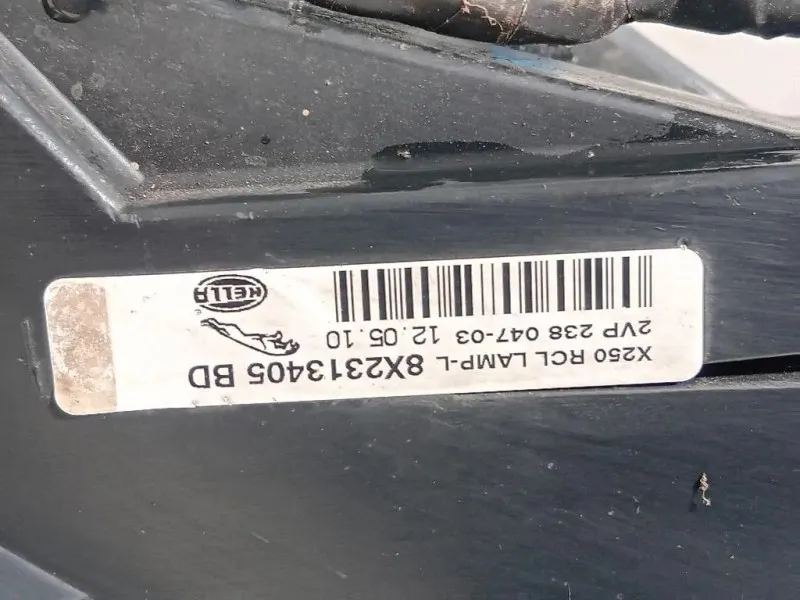 X250 RCL LAMP-L 8X2313405 BD
2VP 238 047-03 12.05.10
HELLA